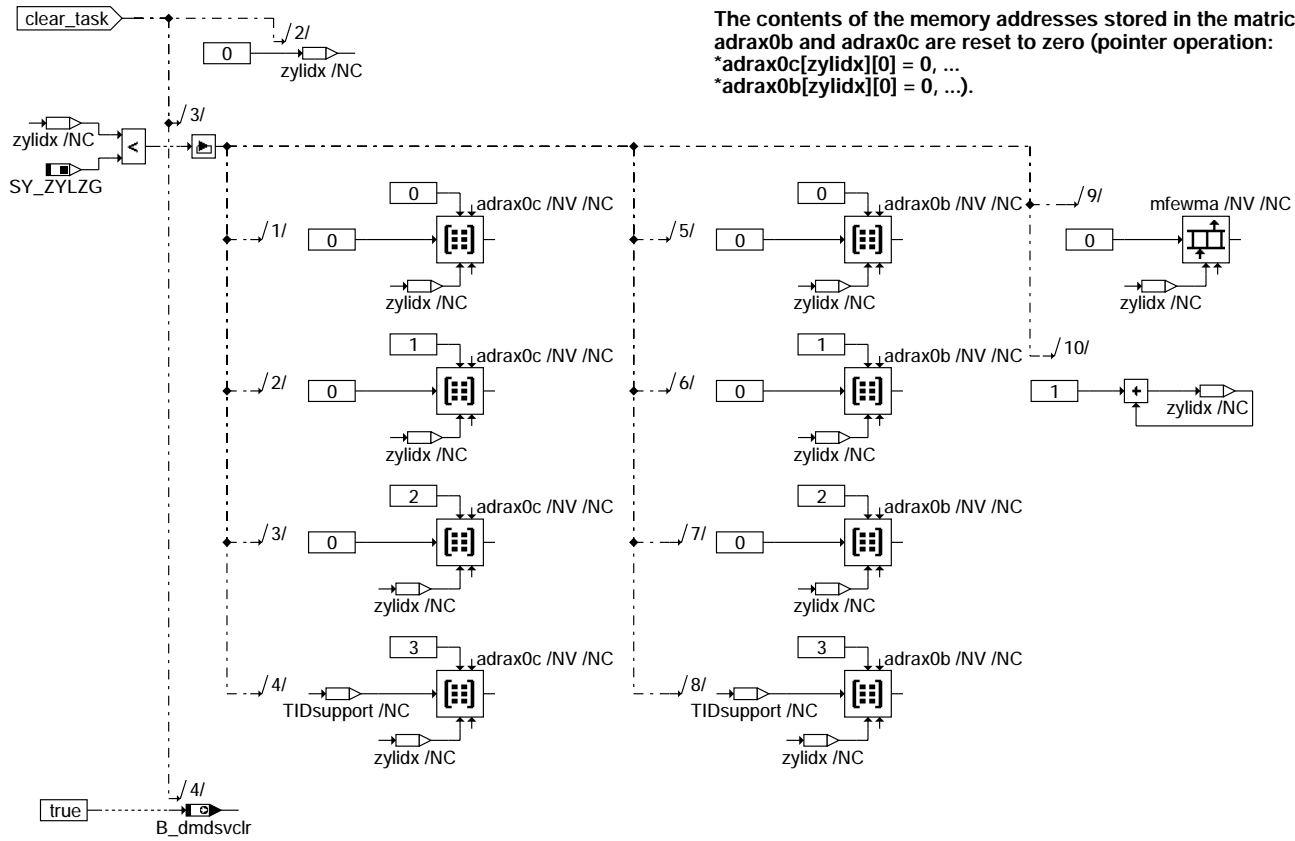 clear_task
/2/
0
zylidx /NC
The contents of the memory addresses stored in the matric
adrax0b and adrax0c are reset to zero (pointer operation:
*adrax0c[zylidx][0] = 0, ...
*adrax0b[zylidx][0] = 0, ...).
/3/
zylidx /NC
<
SY_ZYLZG
0
adrax0c /NV /NC
/1/
0
zylidx /NC
0
adrax0b /NV /NC
/5/
0
zylidx /NC
/9/
mfewma /NV /NC
0
zylidx /NC
1
adrax0c /NV /NC
/2/
0
zylidx /NC
1
adrax0b /NV /NC
/6/
0
zylidx /NC
/10/
1
+
zylidx /NC
2
adrax0c /NV /NC
/3/
0
zylidx /NC
2
adrax0b /NV /NC
/7/
0
zylidx /NC
3
adrax0c /NV /NC
/4/
TIDsupport /NC
zylidx /NC
3
adrax0b /NV /NC
/8/
TIDsupport /NC
zylidx /NC
/4/
true
B_dmdsvclr